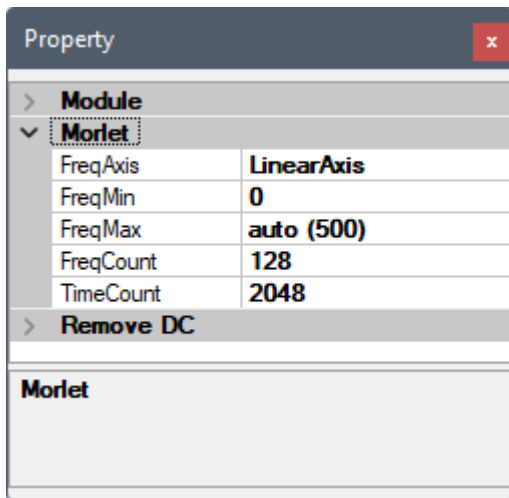 Property
x
Module
Morlet
FreqAxis LinearAxis
FreqMin 0
FreqMax auto (500)
FreqCount 128
TimeCount 2048
Remove DC
Morlet